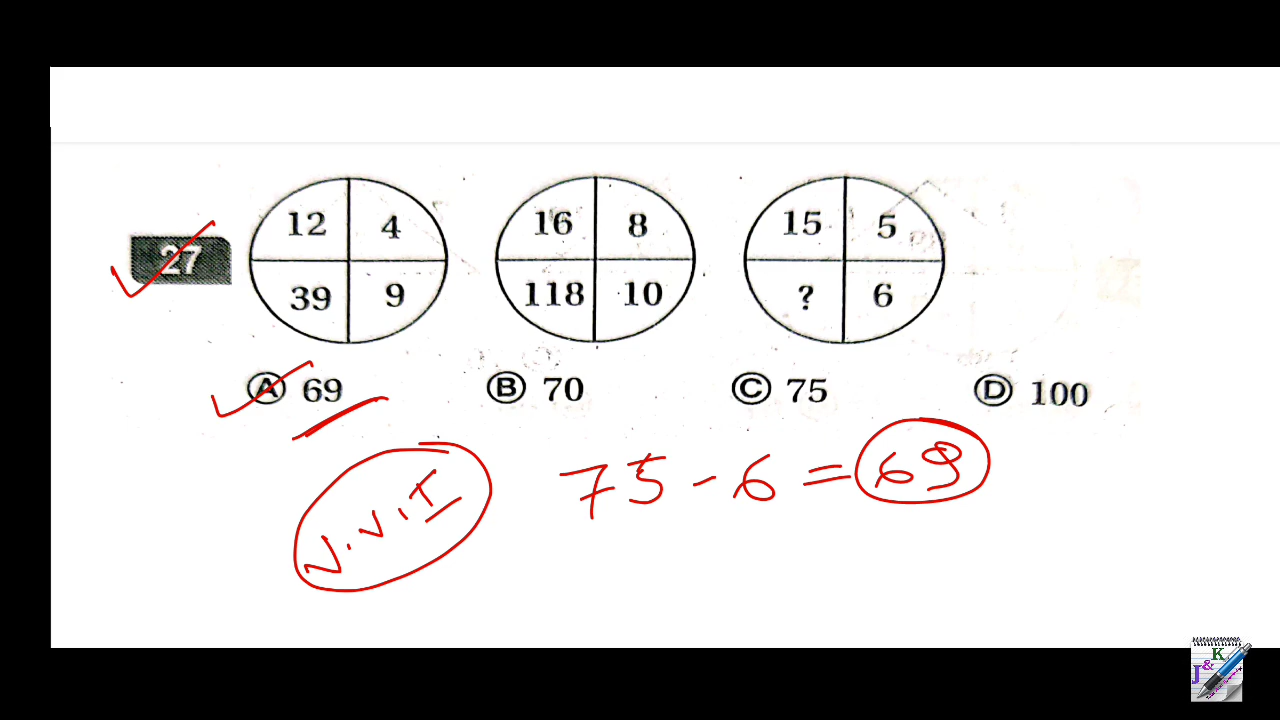 12 4 16 8 15 5
27
39 9 118 10 ? 6
Ⓐ 69 Ⓑ 70 Ⓒ 75 Ⓓ 100
75 - 6 = 69
V.V.I
J&K